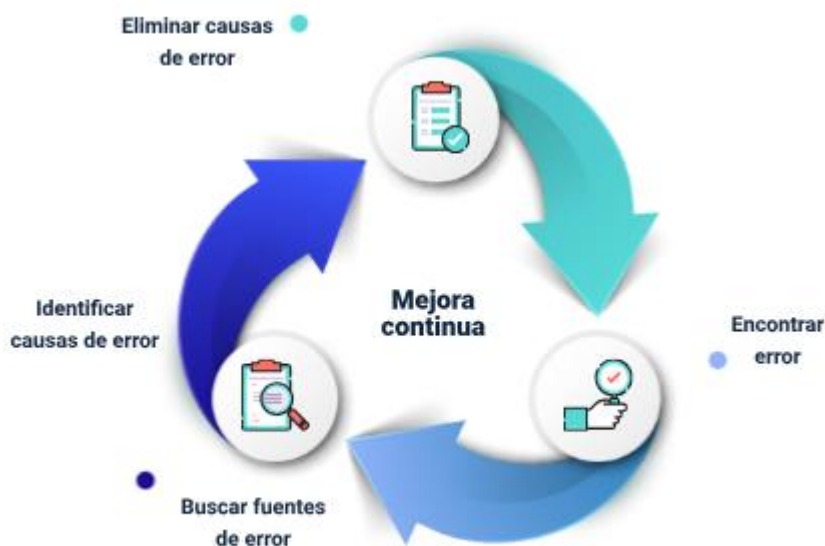 Eliminar causas
de error
Mejora
continua
Identificar
causas de error
Encontrar
error
Buscar fuentes
de error